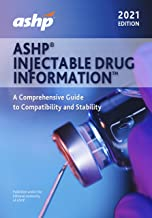 ashp
2021
EDITION
ASHP®
INJECTABLE DRUG
INFORMATION™
A Comprehensive Guide
to Compatibility and Stability